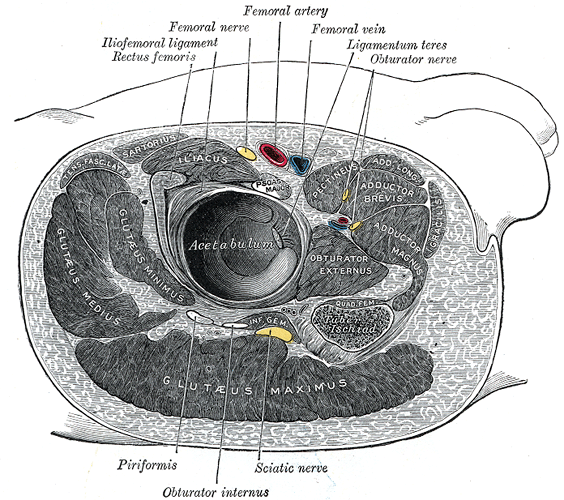 Femoral artery
Femoral nerve
Femoral vein
Iliofemoral ligament
Ligamentum teres
Rectus femoris
Obturator nerve
SARTORIUS
TENS. FASCIÆ LATÆ
ILIACUS
PSOAS
MAJ.
PECTINEUS
ADD. LONG.
ADDUCTOR
BREVIS
GRACILIS
ADDUCTOR
MAGNUS
Acetabulum
OBTURATOR
EXTERNUS
GLUTÆUS MINIMUS
GLUTÆUS MEDIUS
QUAD. FEM.
INF. GEM.
Tuber
Ischiad.
GLUTÆUS MAXIMUS
Piriformis
Sciatic nerve
Obturator internus